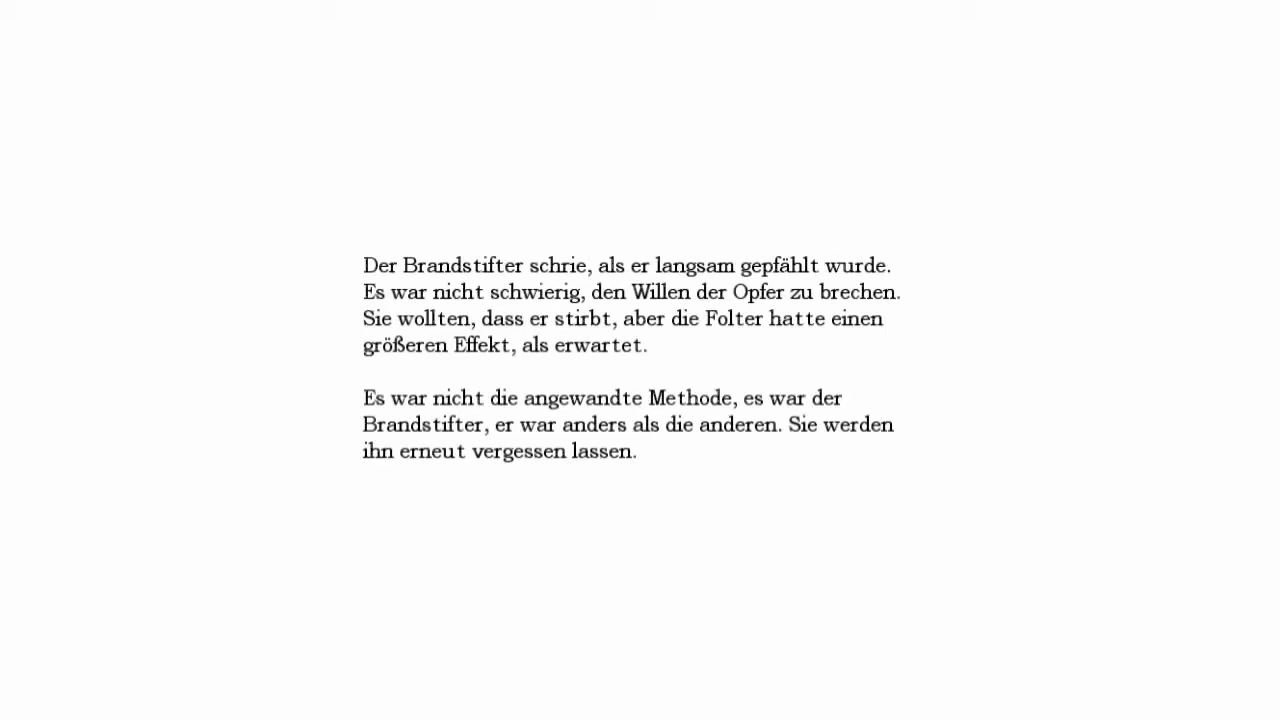 Der Brandstifter schrie, als er langsam gepfählt wurde.
Es war nicht schwierig, den Willen der Opfer zu brechen.
Sie wollten, dass er stirbt, aber die Folter hatte einen
größeren Effekt, als erwartet.
Es war nicht die angewandte Methode, es war der
Brandstifter, er war anders als die anderen. Sie werden
ihn erneut vergessen lassen.